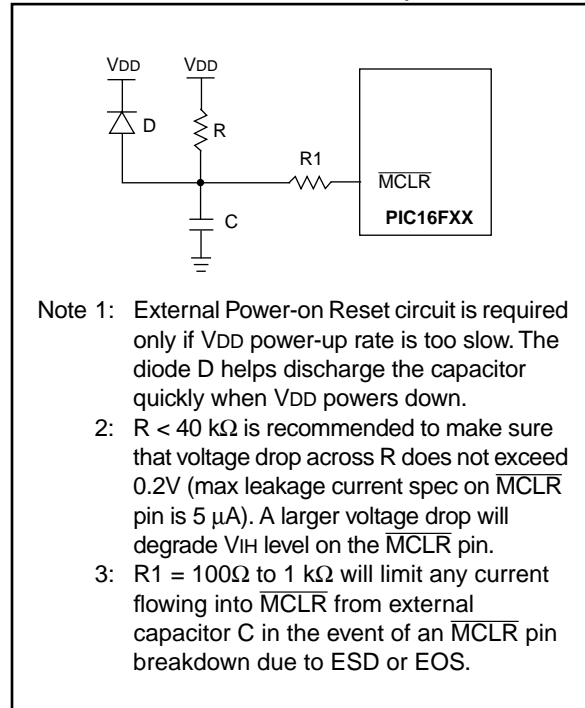 VDD VDD
D
R
R1
MCLR
PIC16FXX
C
Note 1: External Power-on Reset circuit is required
only if VDD power-up rate is too slow. The
diode D helps discharge the capacitor
quickly when VDD powers down.
2: R < 40 kΩ is recommended to make sure
that voltage drop across R does not exceed
0.2V (max leakage current spec on MCLR
pin is 5 μA). A larger voltage drop will
degrade VIH level on the MCLR pin.
3: R1 = 100Ω to 1 kΩ will limit any current
flowing into MCLR from external
capacitor C in the event of an MCLR pin
breakdown due to ESD or EOS.